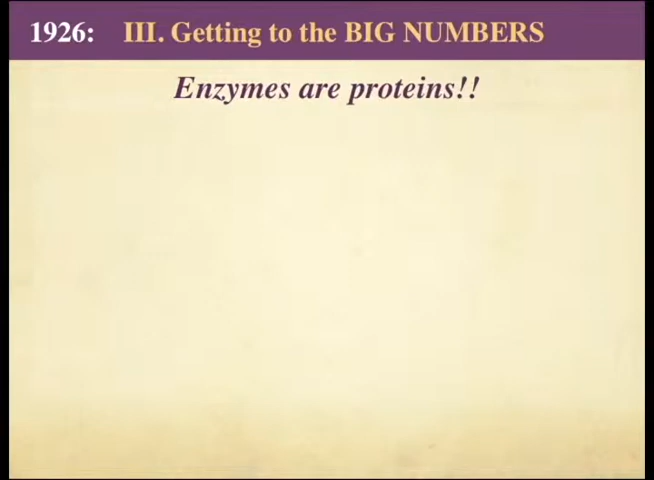 1926: III. Getting to the BIG NUMBERS
Enzymes are proteins!!